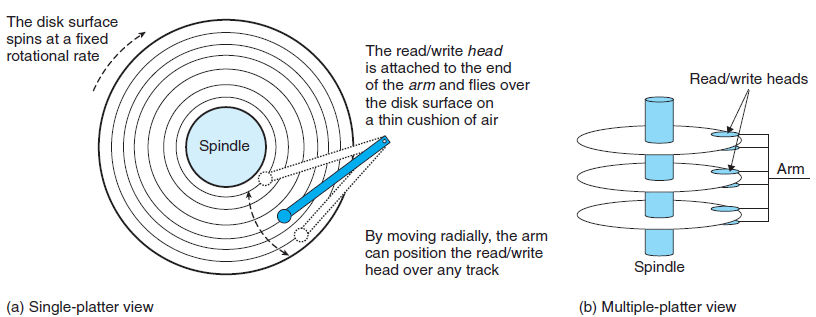 The disk surface
spins at a fixed
rotational rate
Spindle
The read/write head
is attached to the end
of the arm and flies over
the disk surface on
a thin cushion of air
By moving radially, the arm
can position the read/write
head over any track
(a) Single-platter view
Read/write heads
Arm
Spindle
(b) Multiple-platter view